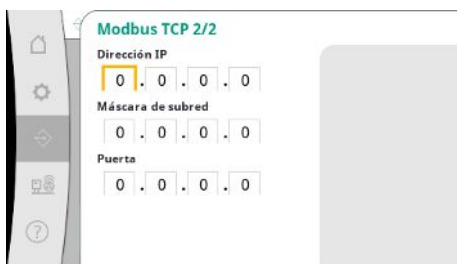 Modbus TCP 2/2
Dirección IP
0 . 0 . 0 . 0
Máscara de subred
0 . 0 . 0 . 0
Puerta
0 . 0 . 0 . 0
?